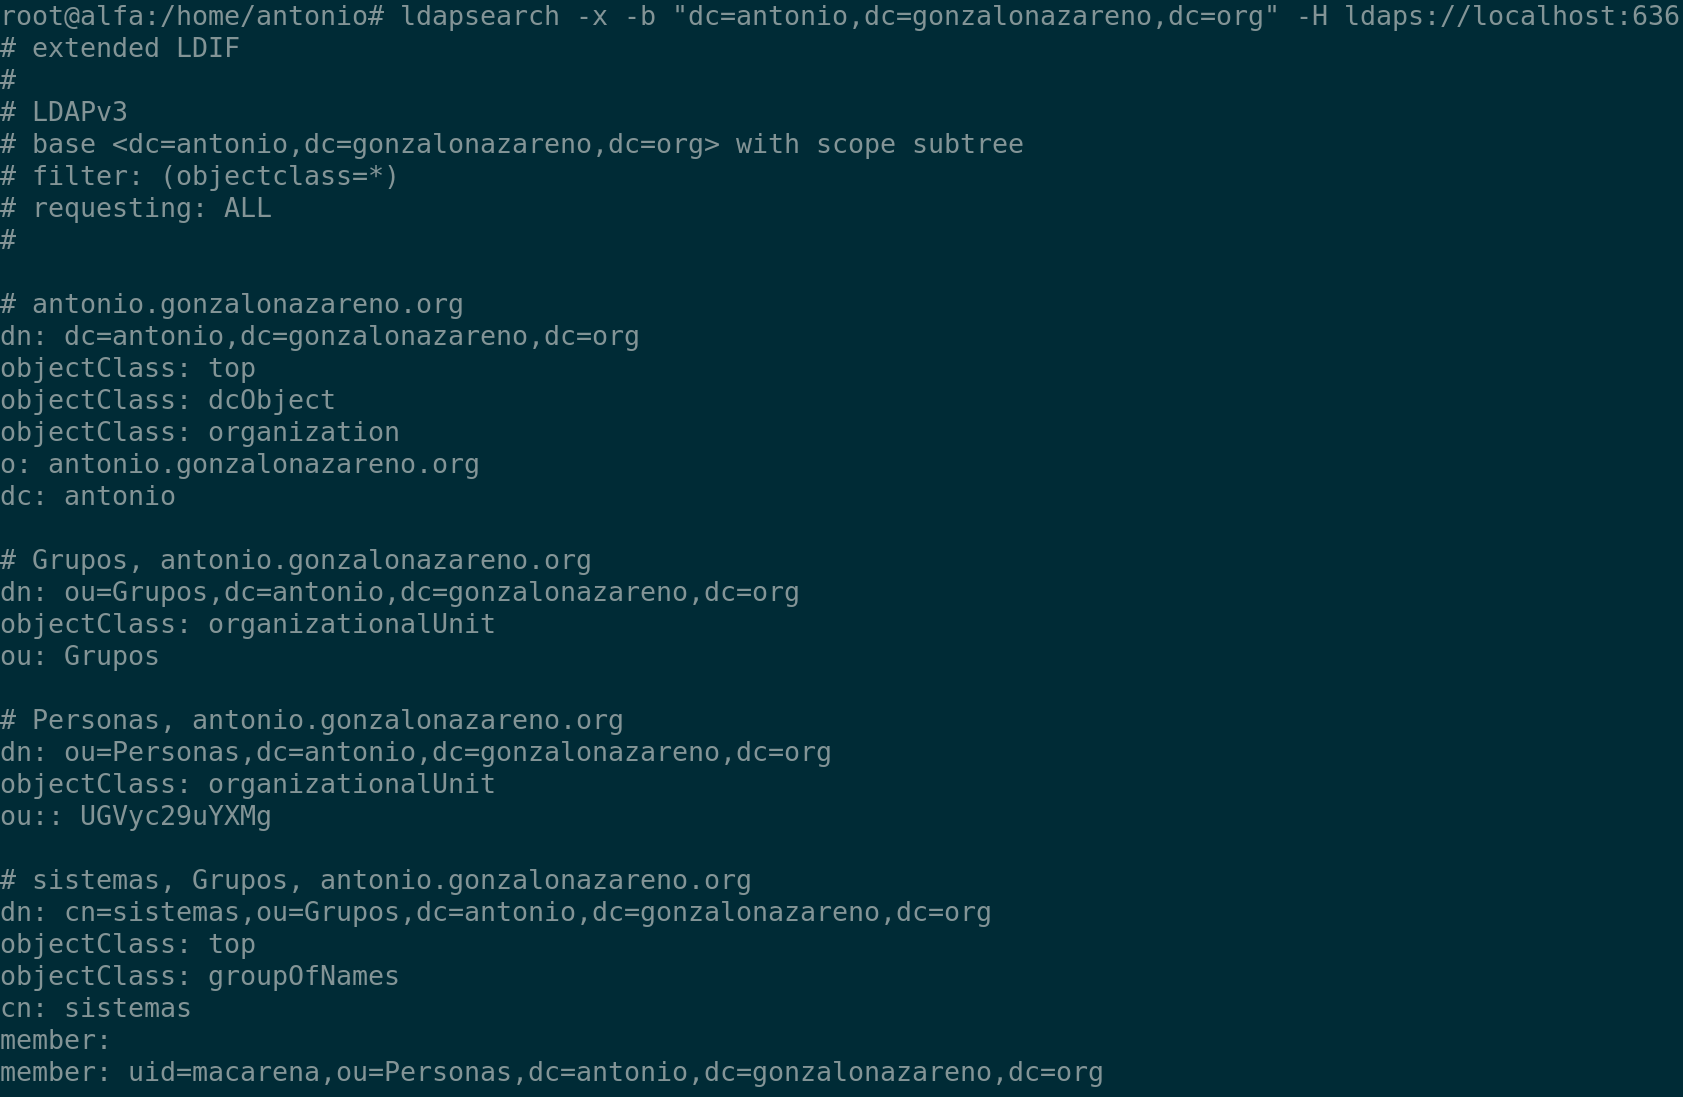 root@alfa:/home/antonio# ldapsearch -x -b "dc=antonio,dc=gonzalonazareno,dc=org" -H ldaps://localhost:636
# extended LDIF
#
# LDAPv3
# base <dc=antonio,dc=gonzalonazareno,dc=org> with scope subtree
# filter: (objectclass=*)
# requesting: ALL
#

# antonio.gonzalonazareno.org
dn: dc=antonio,dc=gonzalonazareno,dc=org
objectClass: top
objectClass: dcObject
objectClass: organization
o: antonio.gonzalonazareno.org
dc: antonio

# Grupos, antonio.gonzalonazareno.org
dn: ou=Grupos,dc=antonio,dc=gonzalonazareno,dc=org
objectClass: organizationalUnit
ou: Grupos

# Personas, antonio.gonzalonazareno.org
dn: ou=Personas,dc=antonio,dc=gonzalonazareno,dc=org
objectClass: organizationalUnit
ou:: UGVyc29uYXMg

# sistemas, Grupos, antonio.gonzalonazareno.org
dn: cn=sistemas,ou=Grupos,dc=antonio,dc=gonzalonazareno,dc=org
objectClass: top
objectClass: groupOfNames
cn: sistemas
member:
member: uid=macarena,ou=Personas,dc=antonio,dc=gonzalonazareno,dc=org